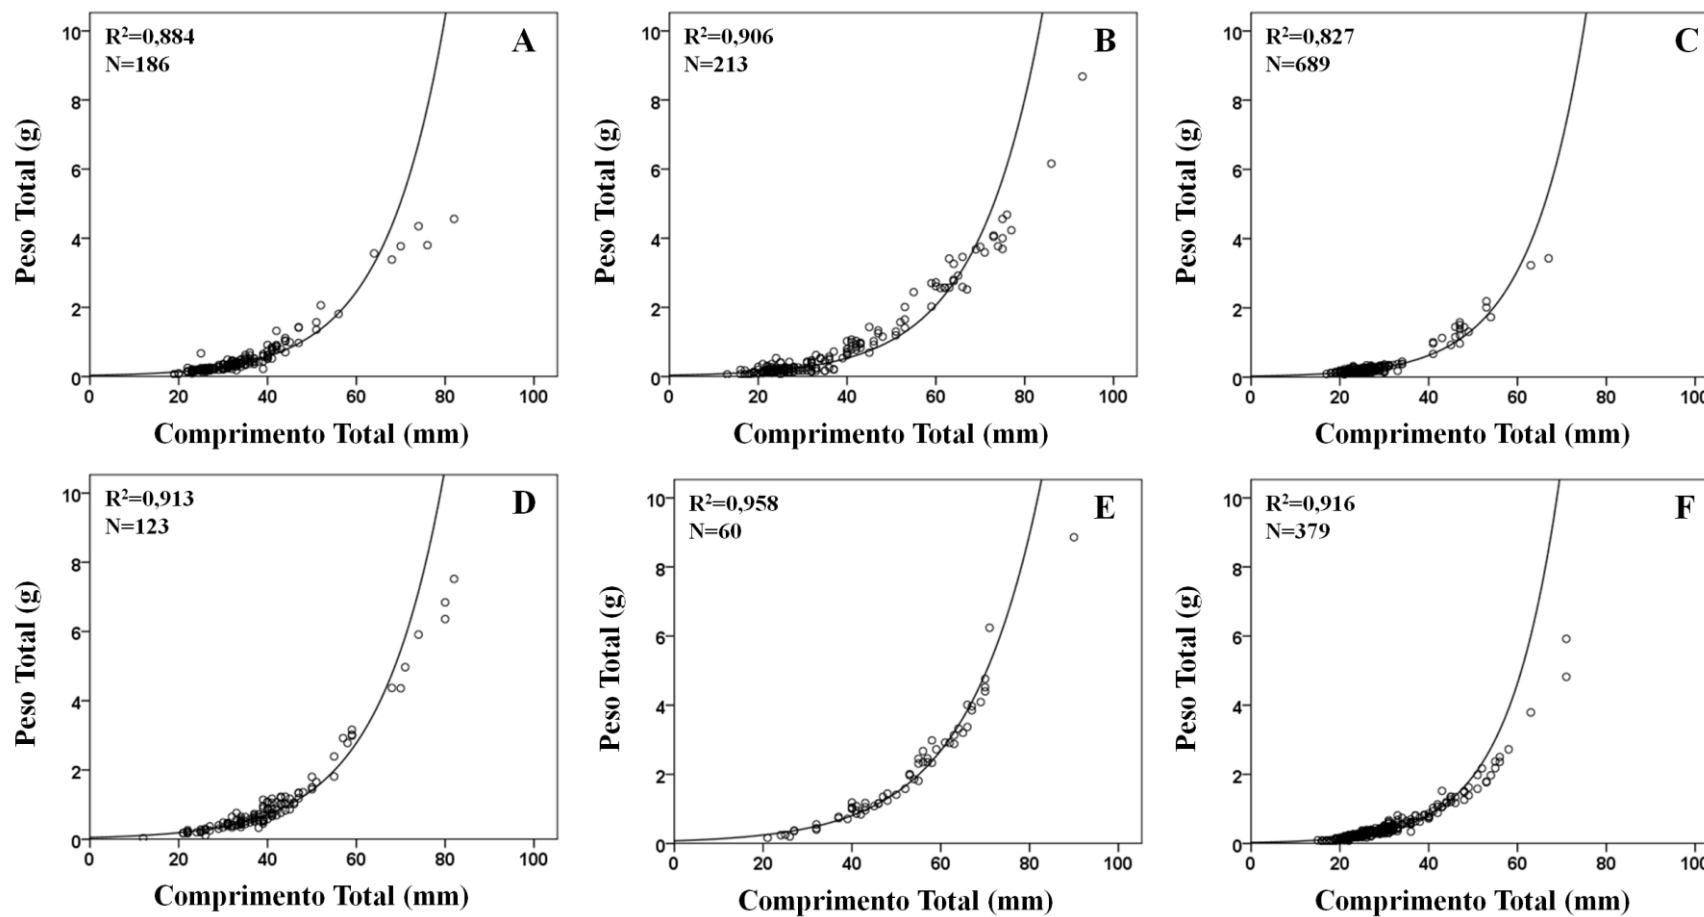 R²=0,884
N=186
A
10
8
6
4
2
0
0 20 40 60 80 100
Peso Total (g)
Comprimento Total (mm)
R²=0,906
N=213
B
10
8
6
4
2
0
0 20 40 60 80 100
Peso Total (g)
Comprimento Total (mm)
R²=0,827
N=689
C
10
8
6
4
2
0
0 20 40 60 80 100
Peso Total (g)
Comprimento Total (mm)
R²=0,913
N=123
D
10
8
6
4
2
0
0 20 40 60 80 100
Peso Total (g)
Comprimento Total (mm)
R²=0,958
N=60
E
10
8
6
4
2
0
0 20 40 60 80 100
Peso Total (g)
Comprimento Total (mm)
R²=0,916
N=379
F
10
8
6
4
2
0
0 20 40 60 80 100
Peso Total (g)
Comprimento Total (mm)